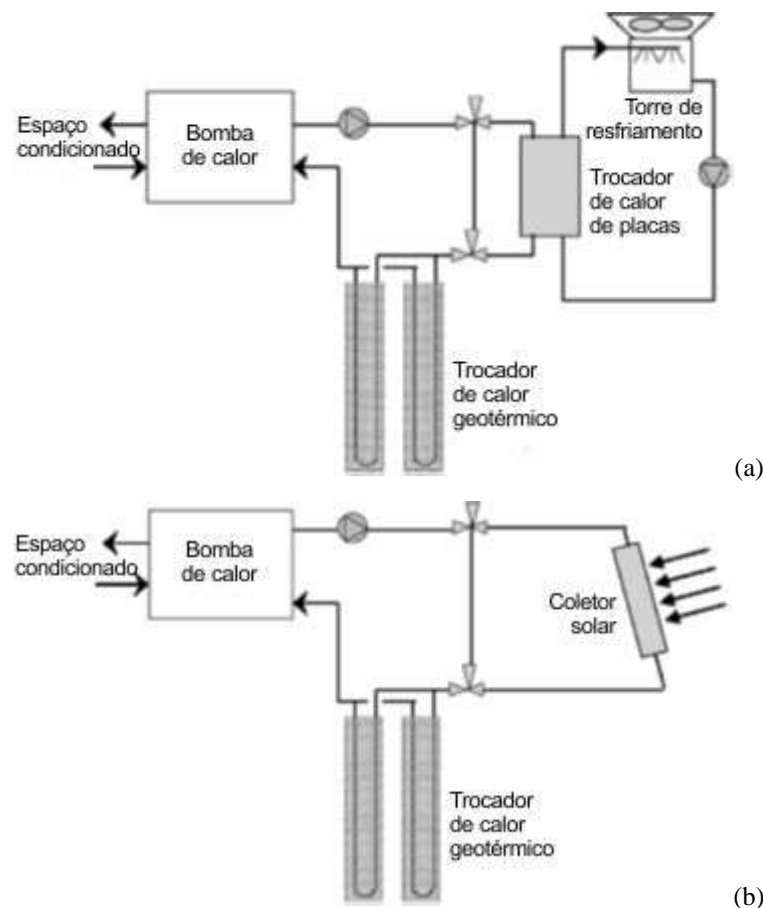 Espaço
condicionado
Bomba
de calor
Torre de
resfriamento
Trocador
de calor
de placas
Trocador
de calor
geotérmico
(a)
Espaço
condicionado
Bomba
de calor
Coletor
solar
Trocador
de calor
geotérmico
(b)